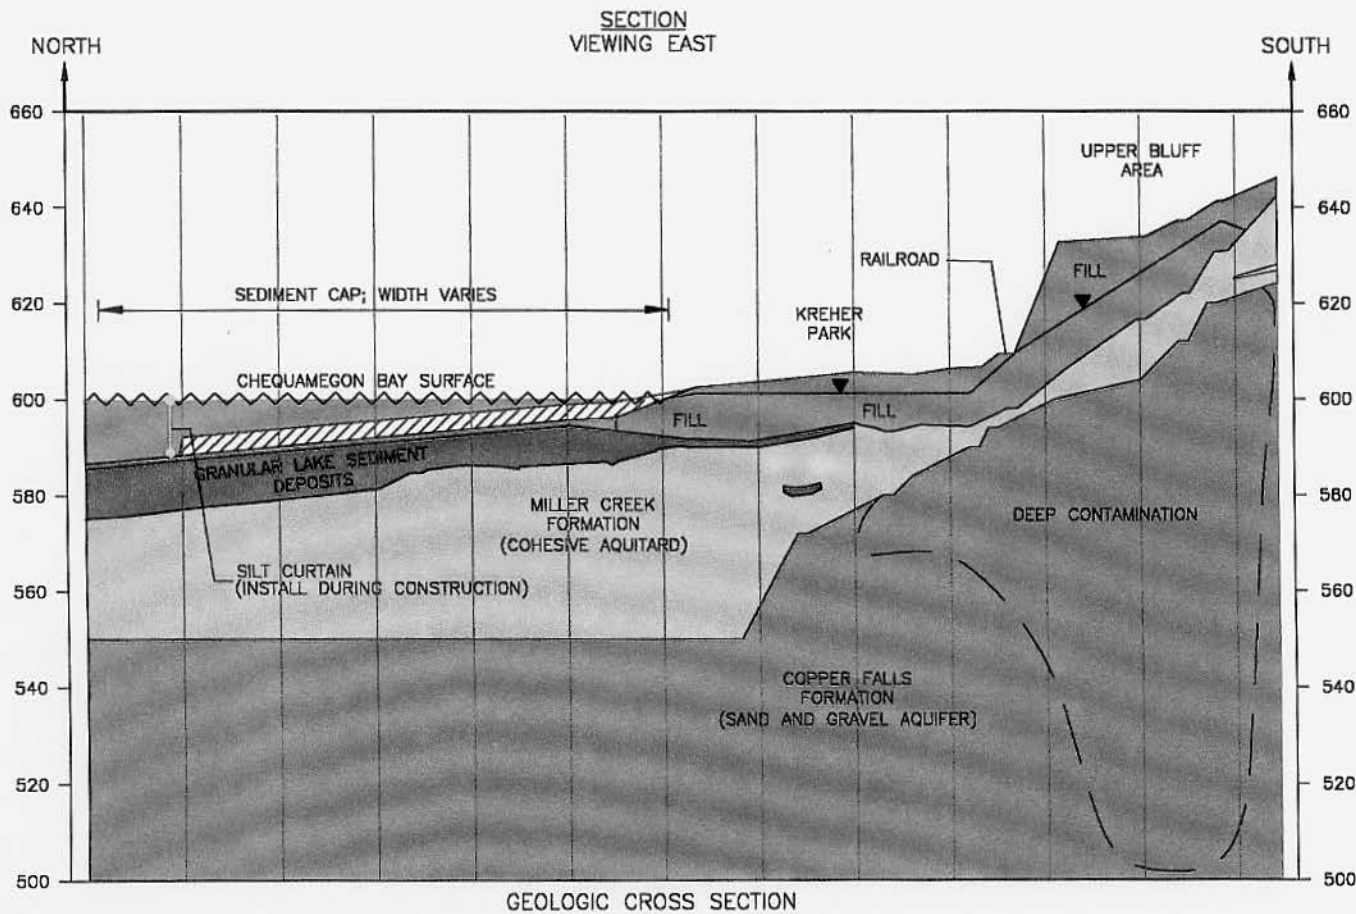 SECTION
VIEWING EAST
NORTH
SOUTH
660
660
UPPER BLUFF
AREA
640
640
RAILROAD
FILL
SEDIMENT CAP; WIDTH VARIES
620
620
KREHER
PARK
CHEQUAMEGON BAY SURFACE
600
600
FILL
FILL
GRANULAR LAKE SEDIMENT
DEPOSITS
580
580
MILLER CREEK
FORMATION
(COHESIVE AQUITARD)
DEEP CONTAMINATION
SILT CURTAIN
(INSTALL DURING CONSTRUCTION)
560
560
540
540
COPPER FALLS
FORMATION
(SAND AND GRAVEL AQUIFER)
520
520
500
500
GEOLOGIC CROSS SECTION